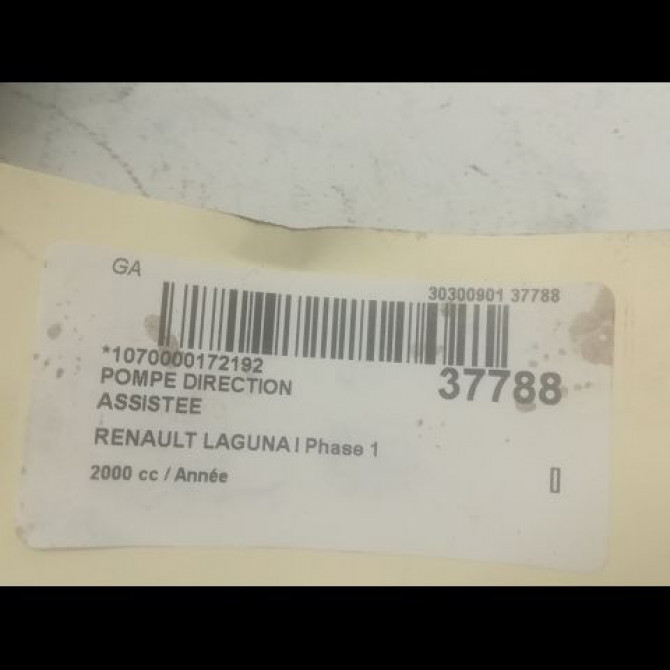 GA
30300901 37788
*1070000172192
37788
POMPE DIRECTION
ASSISTEE
RENAULT LAGUNA I Phase 1
2000 cc / Année